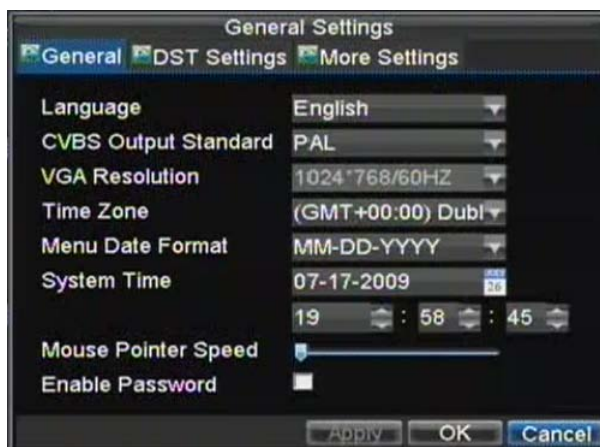 General Settings
General DST Settings More Settings
Language English
CVBS Output Standard PAL
VGA Resolution 1024*768/60HZ
Time Zone (GMT+00:00) Dubl
Menu Date Format MM-DD-YYYY
System Time 07-17-2009
26
19 : 58 : 45
Mouse Pointer Speed
Enable Password
Apply OK Cancel